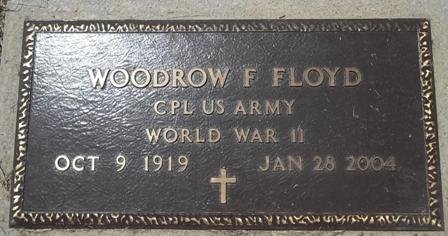 WOODROW F FLOYD
CPL US ARMY
WORLD WAR II
OCT 9 1919 JAN 28 2004